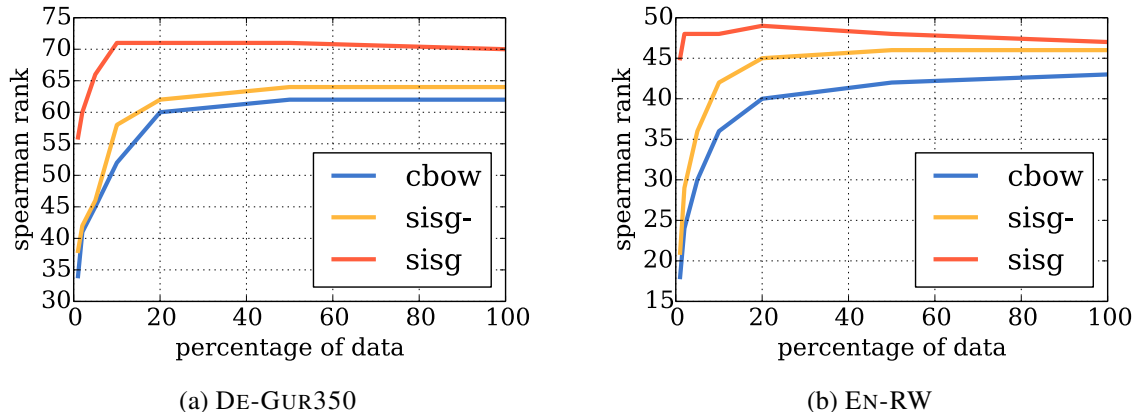 75
70
65
60
55
50
45
40
35
30
0 20 40 60 80 100
spearman rank
percentage of data
cbow
sisg-
sisg
(a) DE-GUR350
50
45
40
35
30
25
20
15
0 20 40 60 80 100
spearman rank
percentage of data
cbow
sisg-
sisg
(b) EN-RW